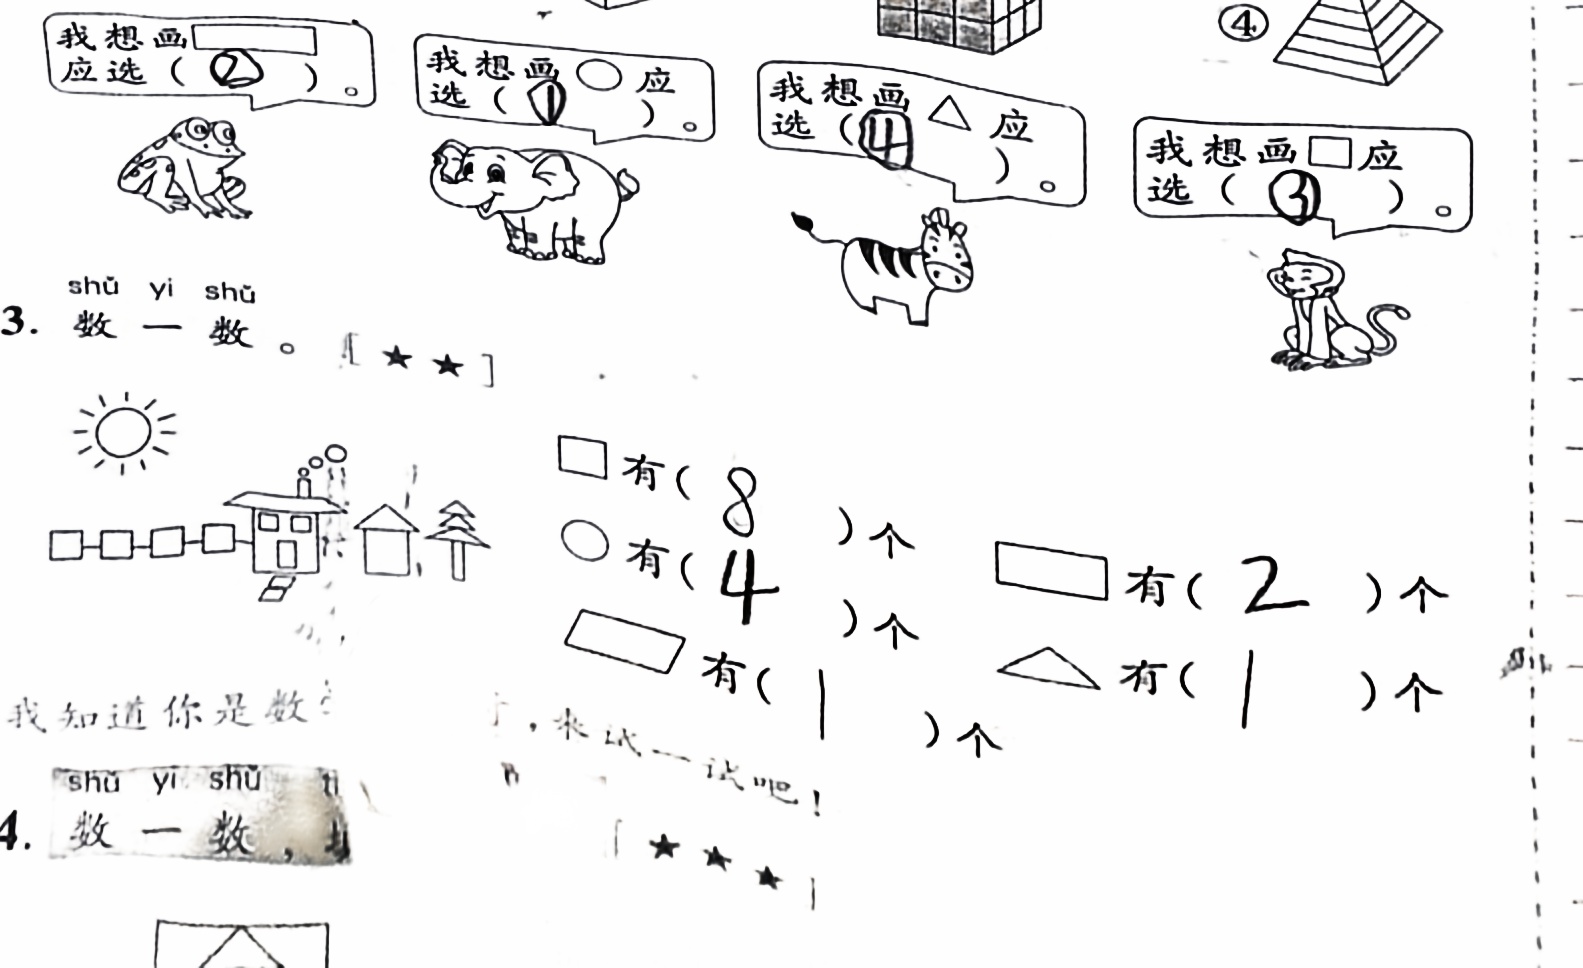 ④
我想画
应选(②)。
我想画 应
选(①)。
我想画 应
选(④)。
我想画 应
选(③)。
shǔ yi shǔ
3. 数一数。[★★]
有(8)个
有(4)个
有(1)个
有(2)个
有(1)个
我知道你是数 ,来试一试吧!
shǔ yi shǔ
4. 数一数, [★★★]